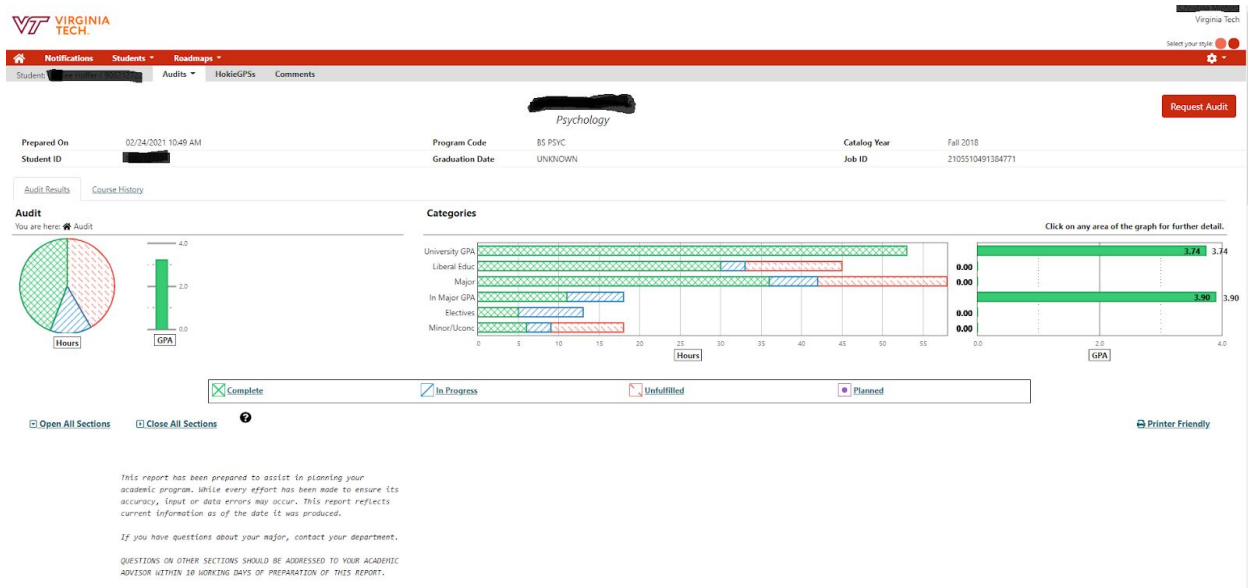 VT VIRGINIA
TECH.
Virginia Tech
Select your style:
Notifications Students Roadmaps
Student: Audits HokieGPSs Comments
Psychology
Request Audit
Prepared On 02/24/2021 10:49 AM Program Code BS PSYC Catalog Year Fall 2018
Student ID Graduation Date UNKNOWN Job ID 2105510491384771
Audit Results Course History
Audit Categories
You are here: Audit Click on any area of the graph for further detail.
4.0
2.0
0.0
Hours GPA
University GPA 3.74 3.74
Liberal Educ 0.00
Major 0.00
In Major GPA 3.90 3.90
Electives 0.00
Minor/Uconc 0.00
0 5 10 15 20 25 30 35 40 45 50 55 0.0 2.0 4.0
Hours GPA
Complete In Progress Unfulfilled Planned
Open All Sections Close All Sections ? Printer Friendly
This report has been prepared to assist in planning your
academic program. While every effort has been made to ensure its
accuracy, input or data errors may occur. This report reflects
current information as of the date it was produced.
If you have questions about your major, contact your department.
QUESTIONS ON OTHER SECTIONS SHOULD BE ADDRESSED TO YOUR ACADEMIC
ADVISOR WITHIN 10 WORKING DAYS OF PREPARATION OF THIS REPORT.